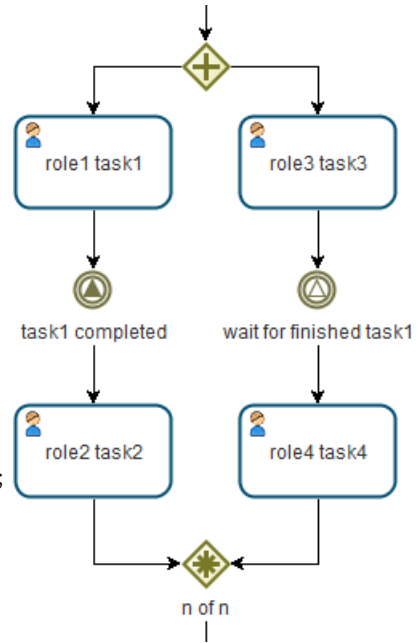 role1 task1
role3 task3
task1 completed
wait for finished task1
role2 task2
role4 task4
;
n of n